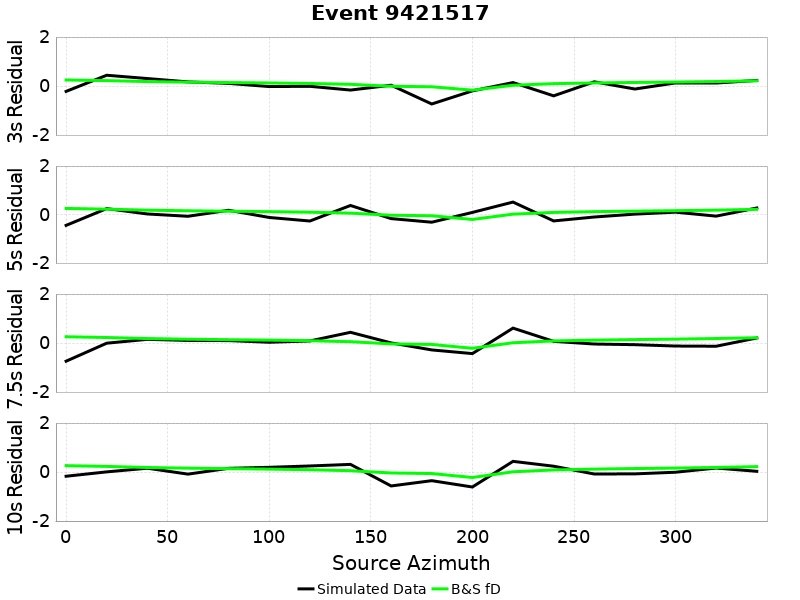 Event 9421517
3s Residual
2
0
-2
5s Residual
2
0
-2
7.5s Residual
2
0
-2
10s Residual
2
0
-2
0 50 100 150 200 250 300
Source Azimuth
Simulated Data B&S fD